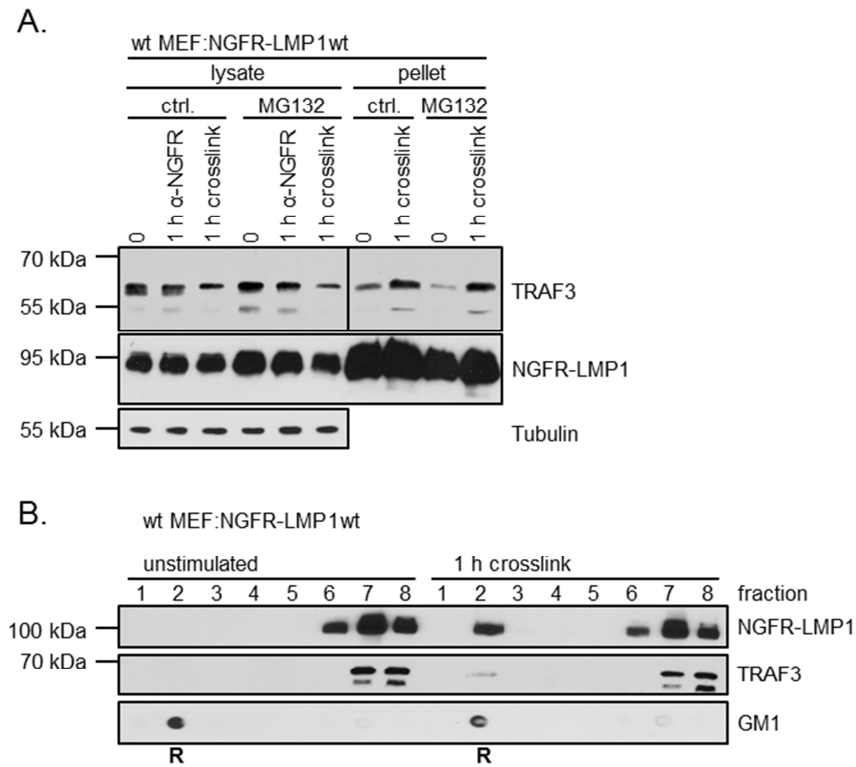 A.
wt MEF:NGFR-LMP1wt
lysate pellet
ctrl. MG132 ctrl. MG132
0 1 h α-NGFR 1 h crosslink 0 1 h α-NGFR 1 h crosslink 0 1 h crosslink 0 1 h crosslink
70 kDa
TRAF3
55 kDa
95 kDa
NGFR-LMP1
55 kDa
Tubulin
B.
wt MEF:NGFR-LMP1wt
unstimulated 1 h crosslink
1 2 3 4 5 6 7 8 1 2 3 4 5 6 7 8 fraction
100 kDa NGFR-LMP1
70 kDa
TRAF3
GM1
R R